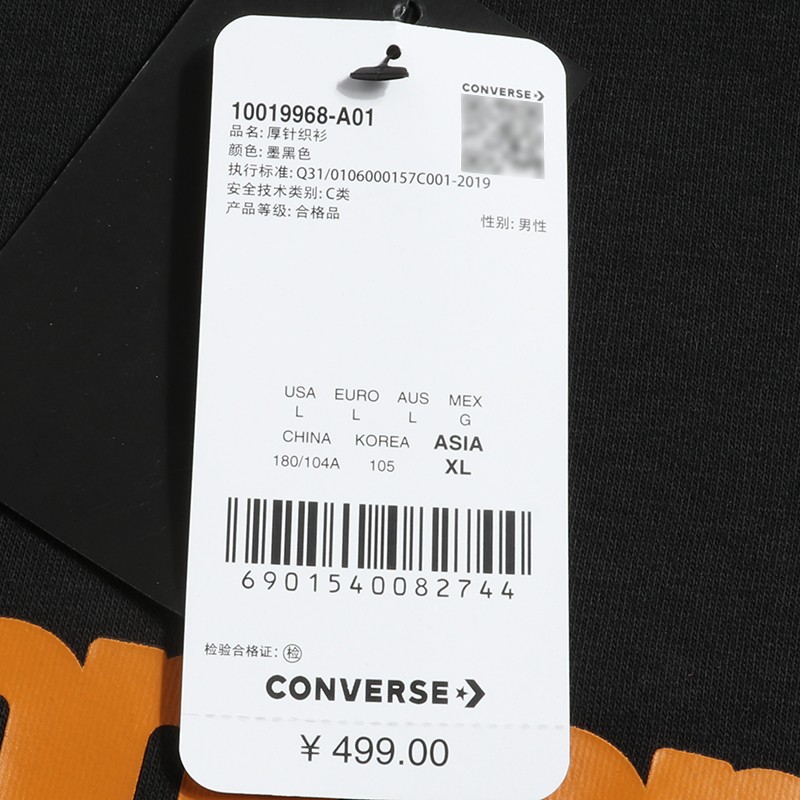 CONVERSE
10019968-A01
品名: 厚针织衫
颜色: 墨黑色
执行标准: Q31/0106000157C001-2019
安全技术类别: C类
产品等级: 合格品
性别: 男性
USA EURO AUS MEX
L L L G
CHINA KOREA ASIA
180/104A 105 XL
6901540082744
检验合格证: 检
CONVERSE
¥ 499.00